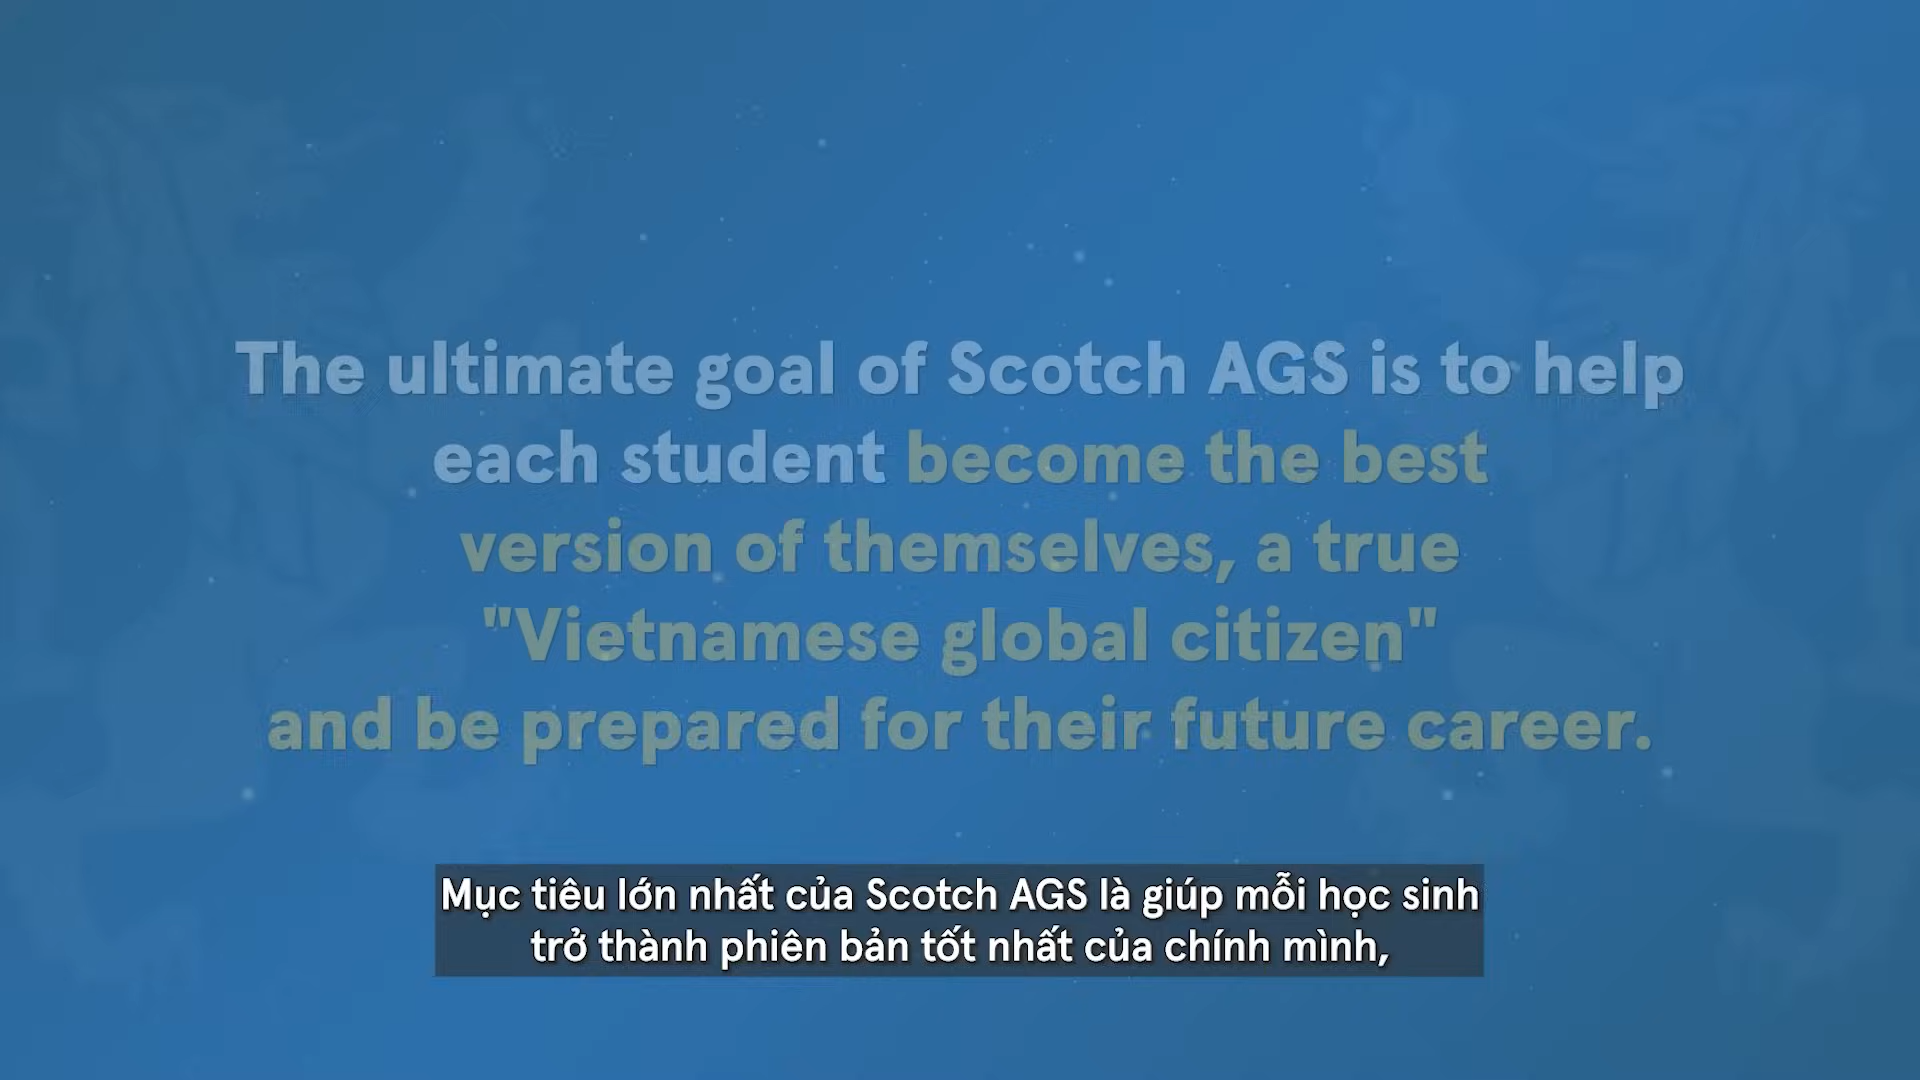 The ultimate goal of Scotch AGS is to help
each student become the best
version of themselves, a true
"Vietnamese global citizen"
and be prepared for their future career.
Mục tiêu lớn nhất của Scotch AGS là giúp mỗi học sinh
trở thành phiên bản tốt nhất của chính mình,